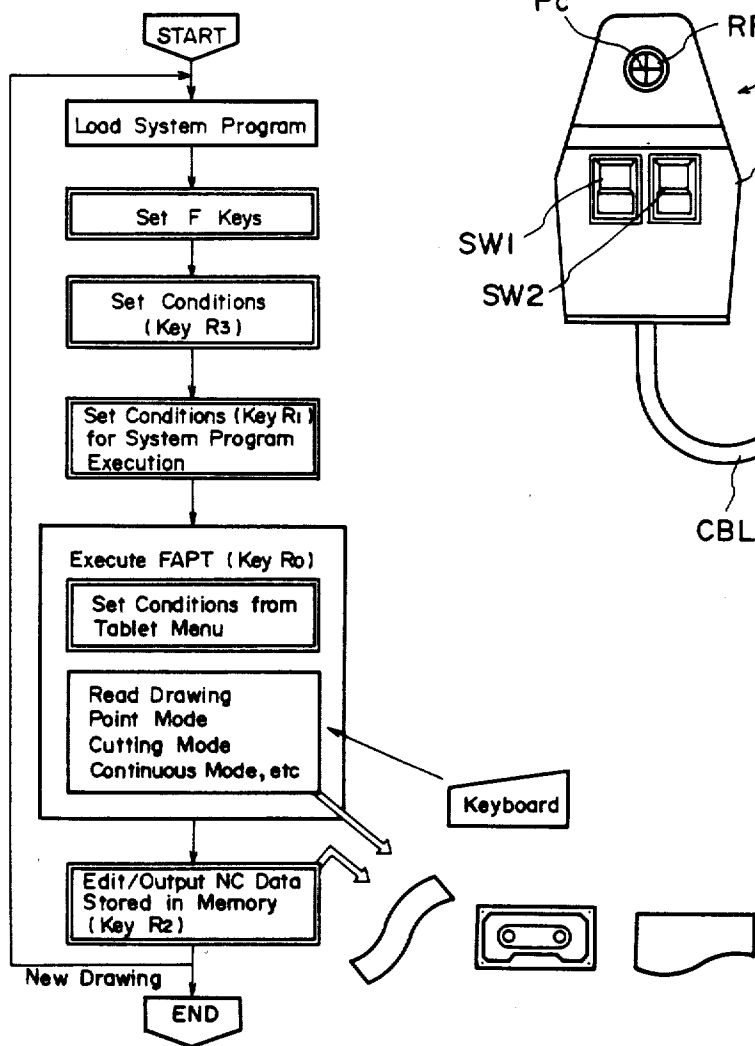 START
Load System Program
Set F Keys
Set Conditions
(Key R3)
Set Conditions (Key R1)
for System Program
Execution
Execute FAPT (Key R0)
Set Conditions from
Tablet Menu
Read Drawing
Point Mode
Cutting Mode
Continuous Mode, etc
Keyboard
Edit/Output NC Data
Stored in Memory
(Key R2)
New Drawing
END
Pc
SW1
SW2
CBL